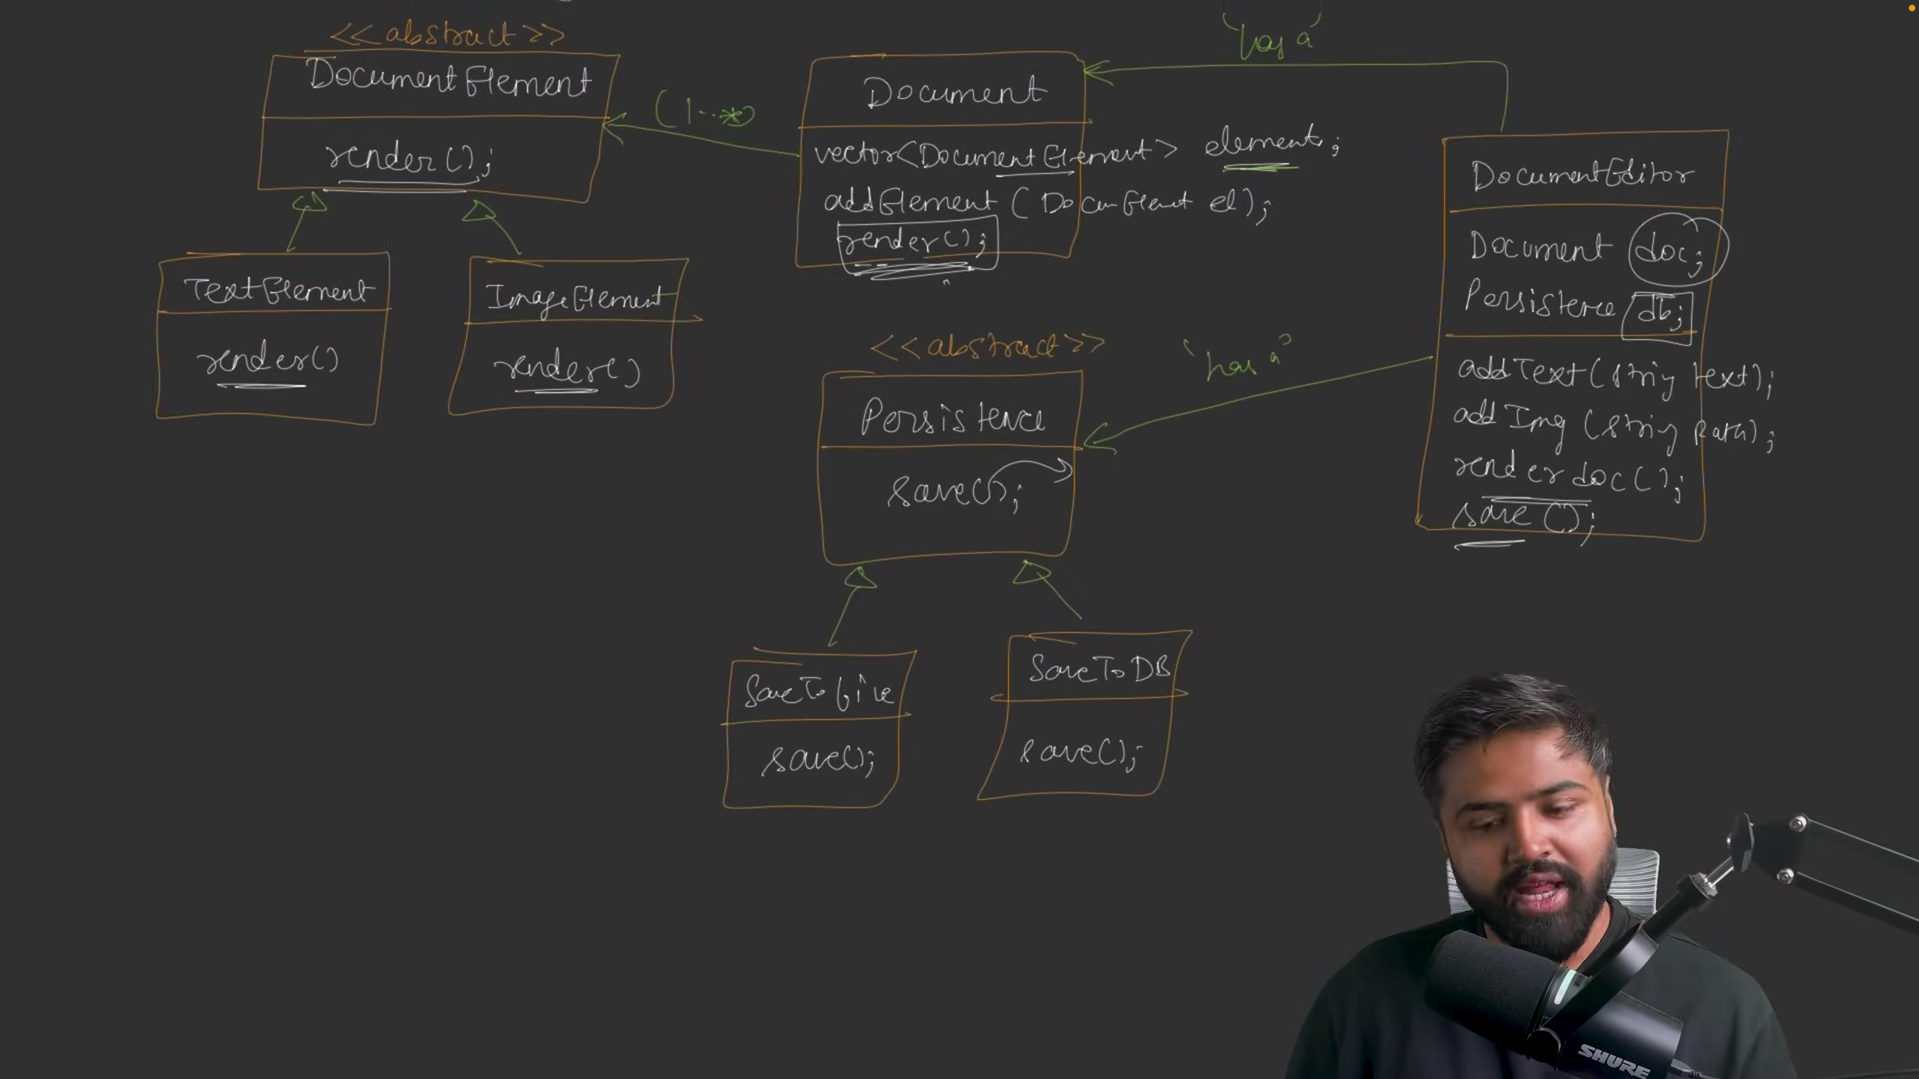 <<abstract>>
DocumentElement
render();
TextElement
render()
ImageElement
render()
(1..*)
Document
vector<DocumentElement> element;
addElement (DocumElement el);
render();
"has a"
<<abstract>>
Persistence
save();
"has a"
SaveToFile
save();
SaveToDB
save();
DocumentEditor
Document doc;
Persistence db;
addText(string text);
addImg (string path);
renderdoc();
save();
SHURE